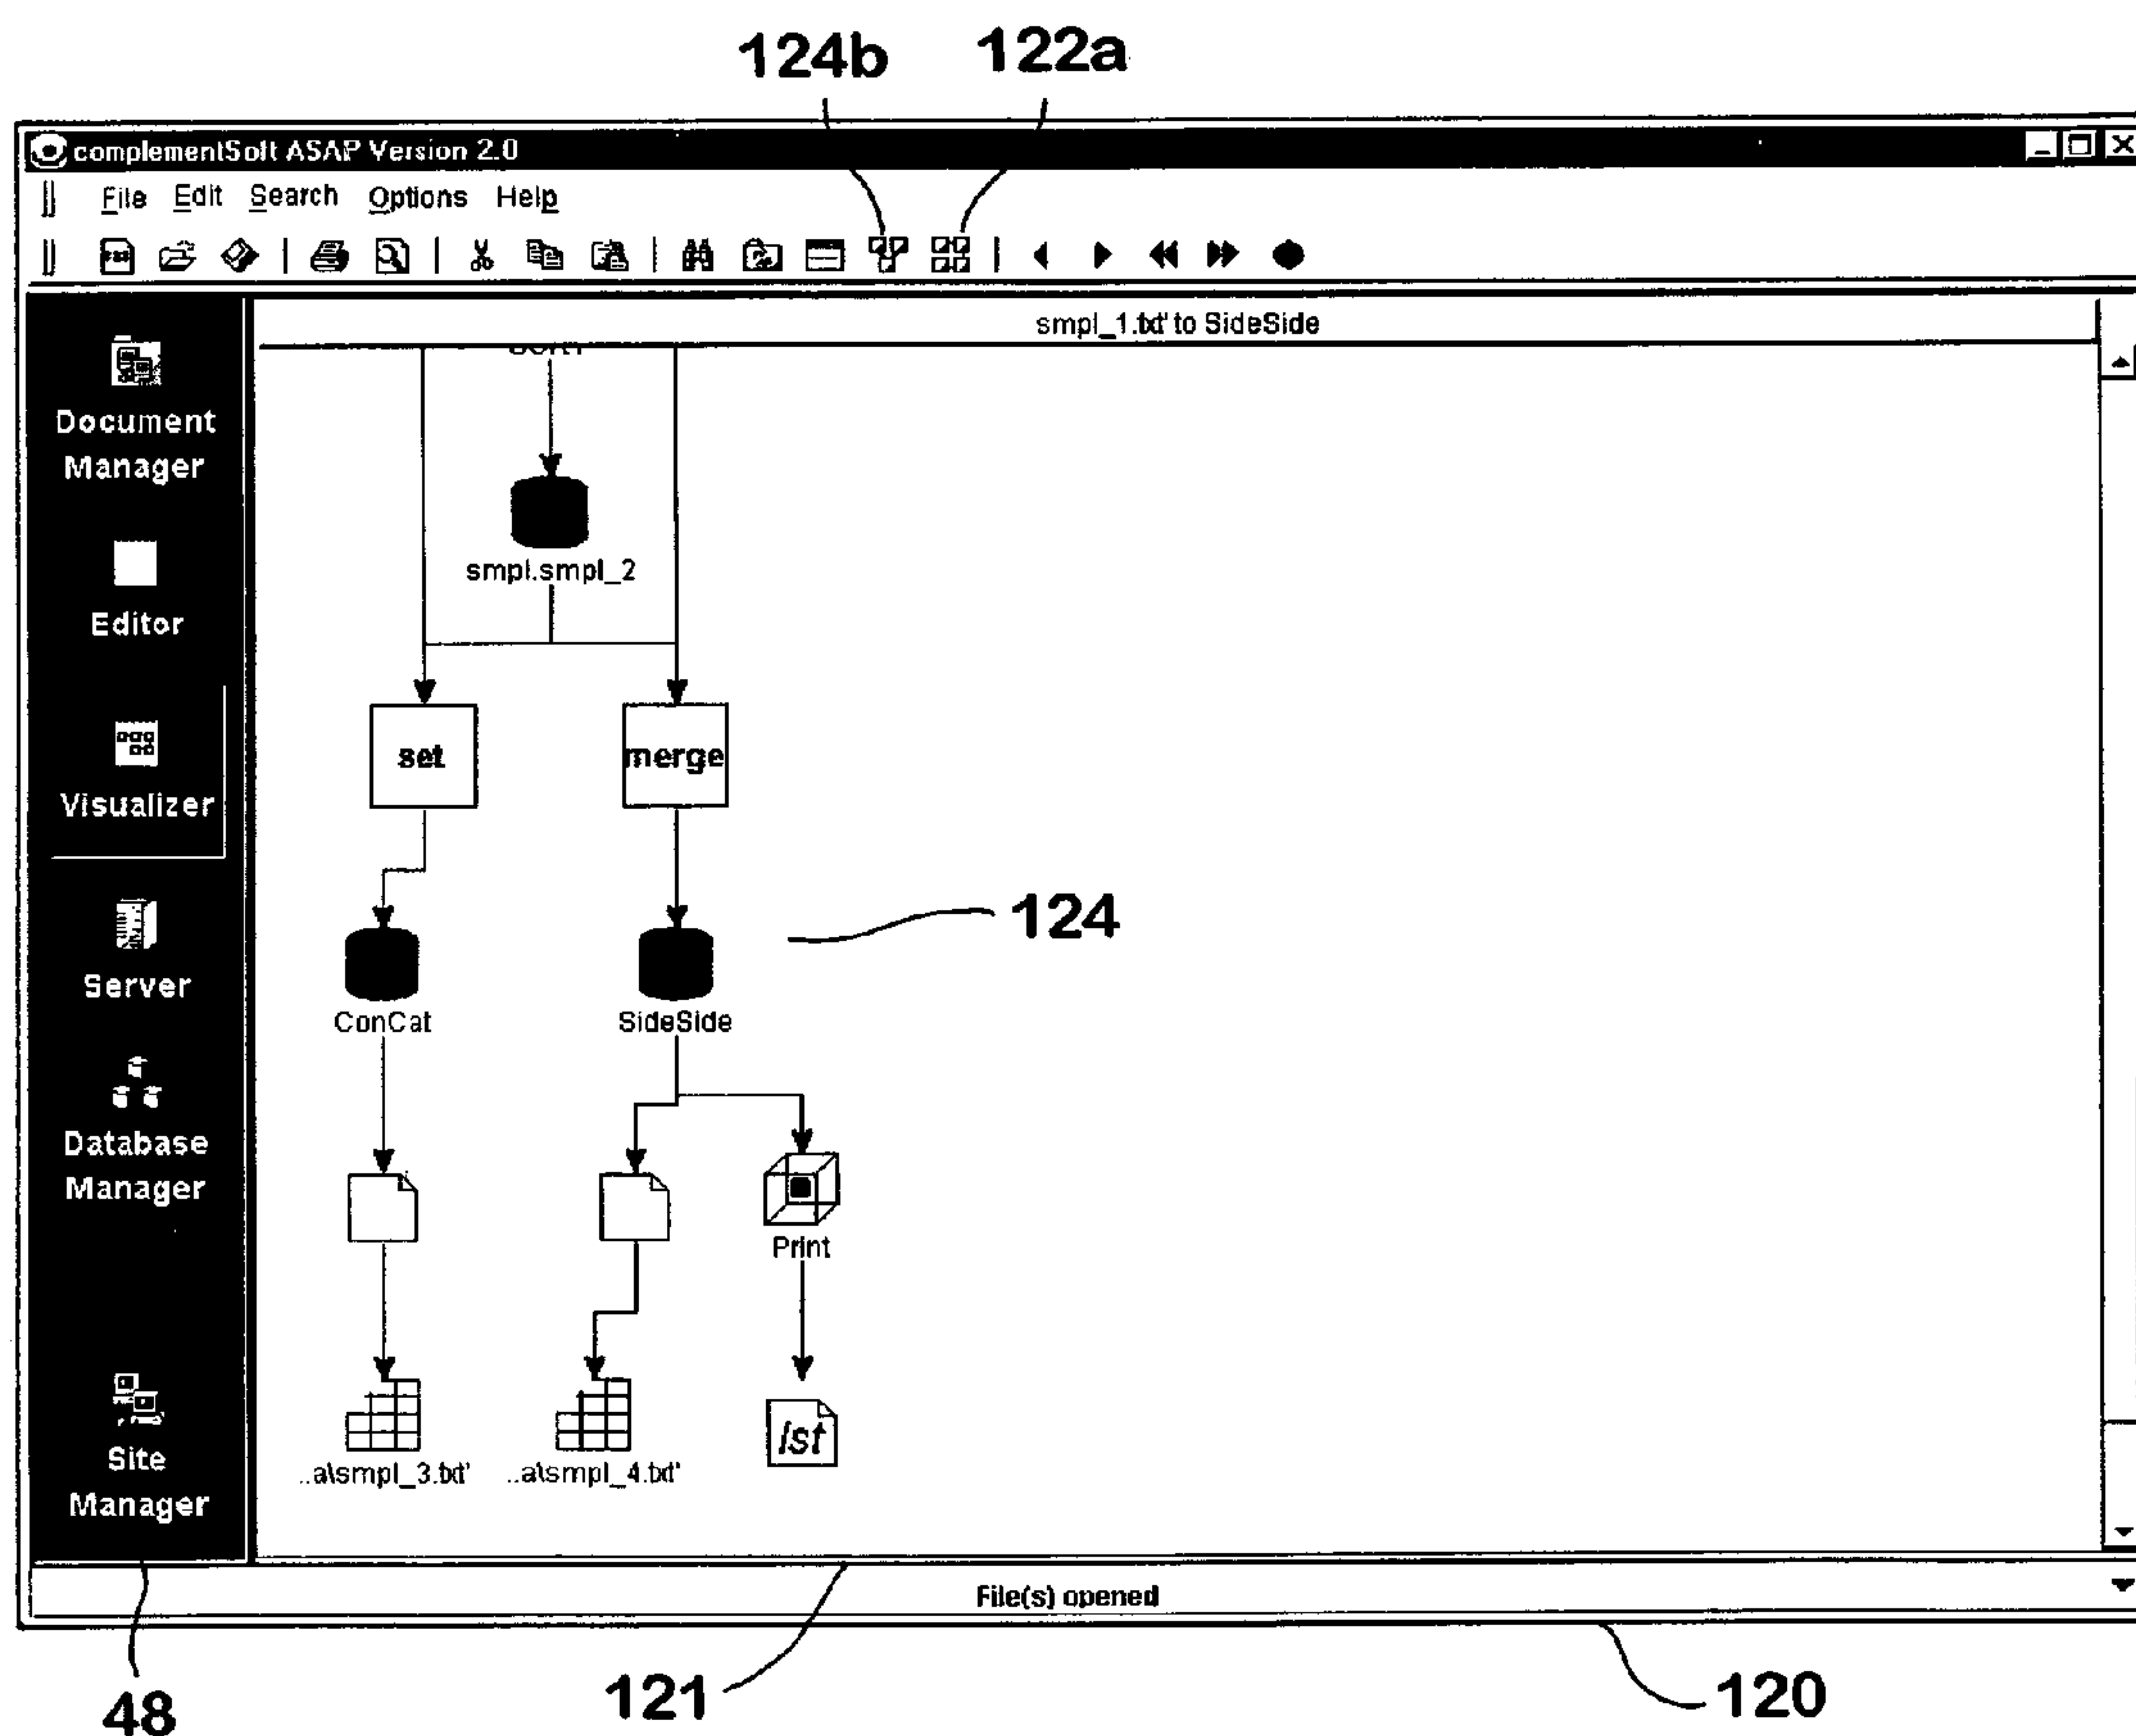 124b 122a
complementSoft ASAP Version 2.0
File Edit Search Options Help
smpl_1.txt' to SideSide
Document
Manager
smpl.smpl_2
Editor
set merge
Visualizer
124
Server
ConCat SideSide
Database
Manager
Print
lst
Site
Manager
..a\smpl_3.txt' ..a\smpl_4.txt'
File(s) opened
48 121 120